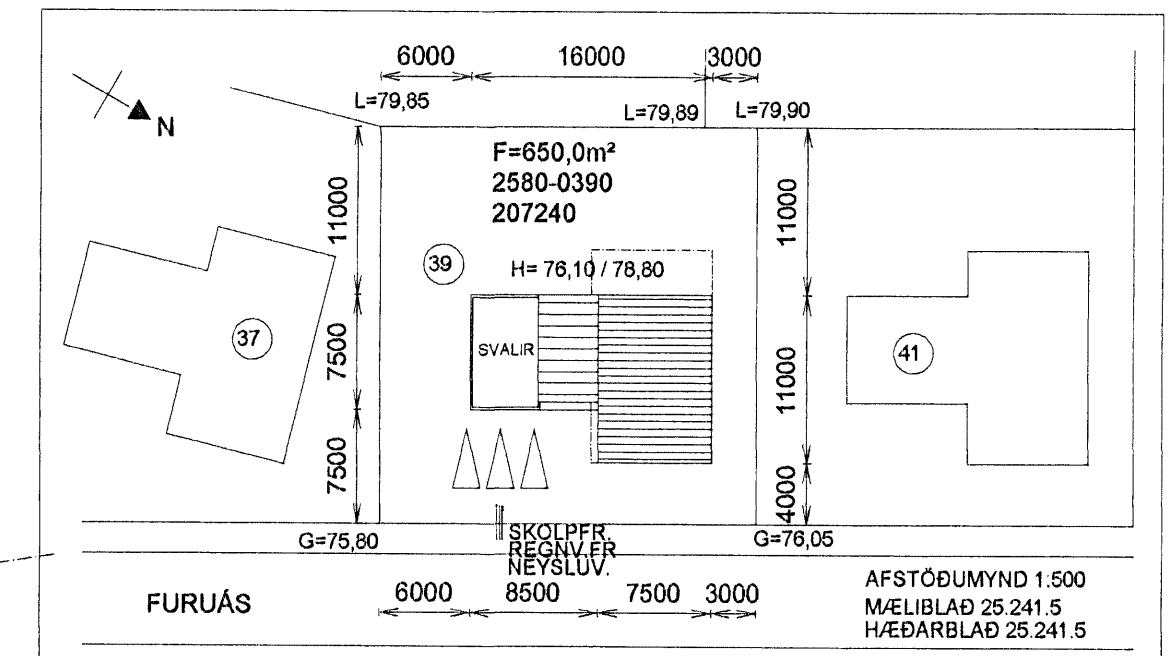 6000 16000 3000
N
L=79,85
L=79,89
L=79,90
F=650,0m²
2580-0390
207240
11000
11000
39
H= 76,10 / 78,80
37
7500
SVALIR
11000
41
7500
4000
G=75,80
SKÓLPFR.
REGNV.FR
NEYSLUV.
G=76,05
FURUÁS
6000 8500 7500 3000
AFSTÖÐUMYND 1:500
MÆLIBLAÐ 25.241.5
HÆÐARBLAÐ 25.241.5